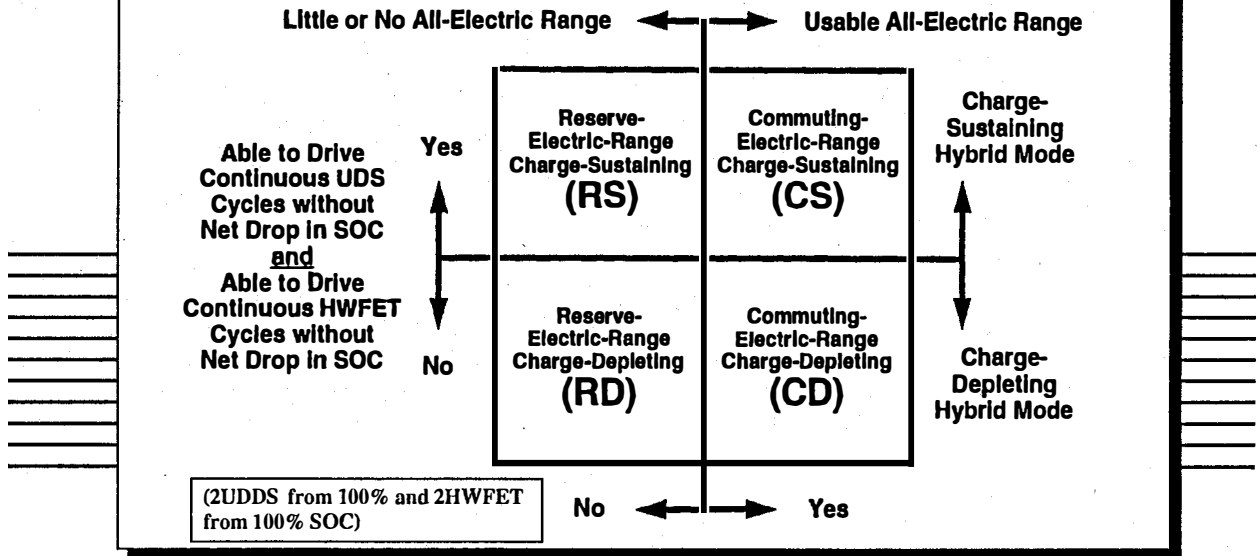 Little or No All-Electric Range
Usable All-Electric Range
Able to Drive
Continuous UDS
Cycles without
Net Drop in SOC
and
Able to Drive
Continuous HWFET
Cycles without
Net Drop in SOC
Yes
No
Reserve-
Electric-Range
Charge-Sustaining
(RS)
Commuting-
Electric-Range
Charge-Sustaining
(CS)
Charge-
Sustaining
Hybrid Mode
Reserve-
Electric-Range
Charge-Depleting
(RD)
Commuting-
Electric-Range
Charge-Depleting
(CD)
Charge-
Depleting
Hybrid Mode
(2UDDS from 100% and 2HWFET
from 100% SOC)
No
Yes